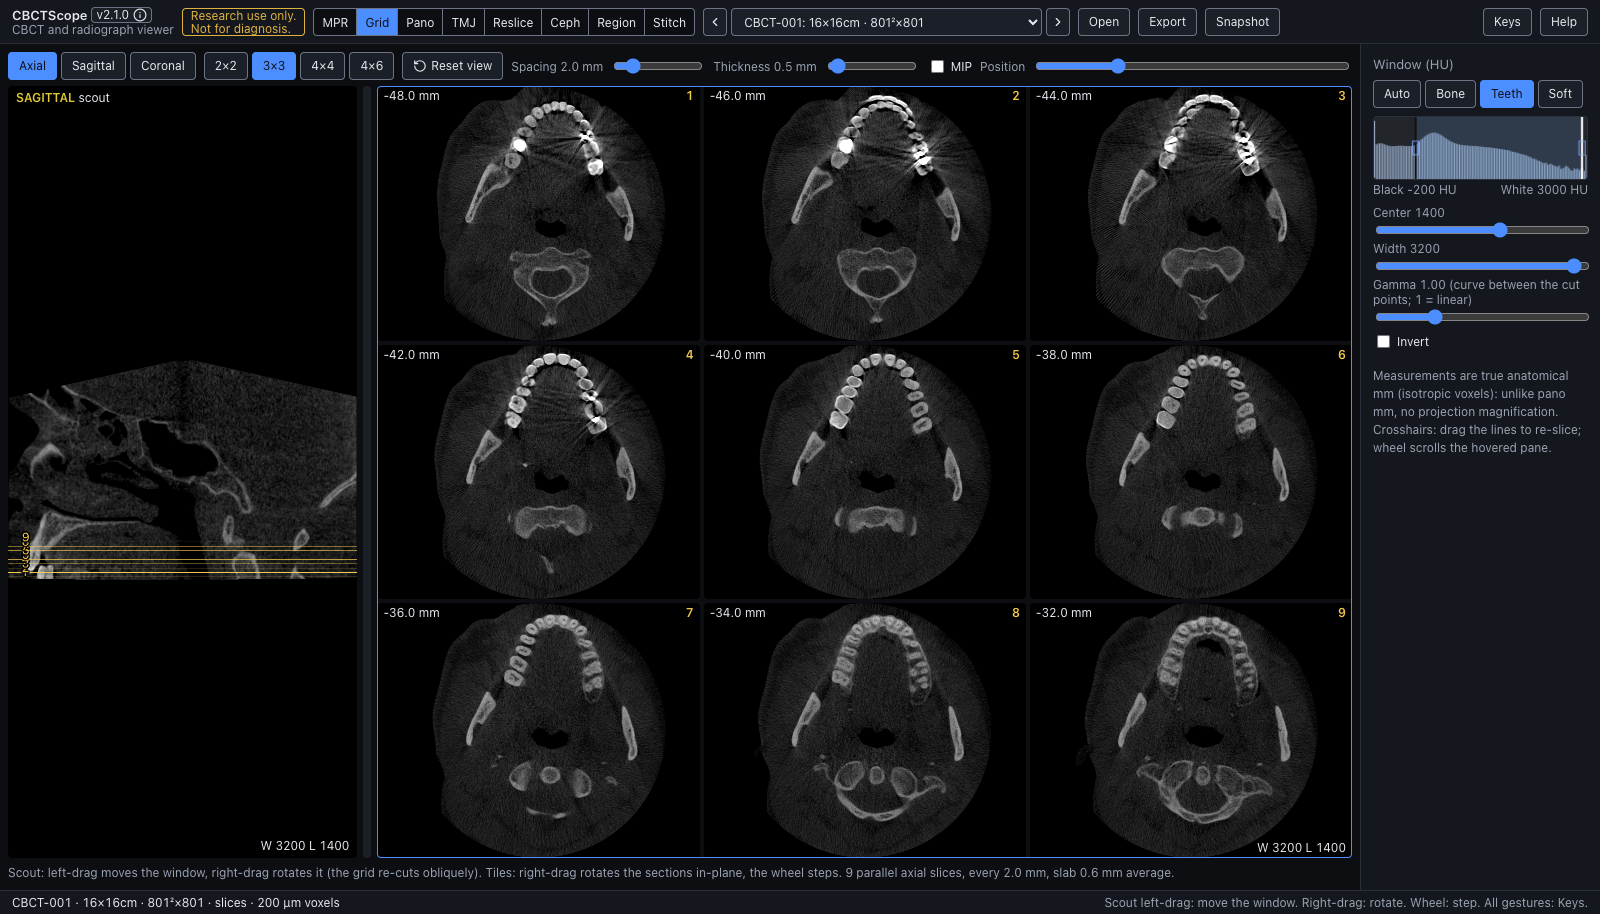 CBCTScope v2.1.0
CBCT and radiograph viewer
Research use only.
Not for diagnosis.
MPR Grid Pano TMJ Reslice Ceph Region Stitch
CBCT-001: 16×16cm · 801²×801
Open Export Snapshot
Keys Help
Axial Sagittal Coronal 2×2 3×3 4×4 4×6 Reset view Spacing 2.0 mm Thickness 0.5 mm MIP Position
SAGITTAL scout
W 3200 L 1400
-48.0 mm 1
-46.0 mm 2
-44.0 mm 3
-42.0 mm 4
-40.0 mm 5
-38.0 mm 6
-36.0 mm 7
-34.0 mm 8
-32.0 mm 9
W 3200 L 1400
Window (HU)
Auto Bone Teeth Soft
Black -200 HU White 3000 HU
Center 1400
Width 3200
Gamma 1.00 (curve between the cut
points; 1 = linear)
Invert
Measurements are true anatomical
mm (isotropic voxels): unlike pano
mm, no projection magnification.
Crosshairs: drag the lines to re-slice;
wheel scrolls the hovered pane.
Scout: left-drag moves the window, right-drag rotates it (the grid re-cuts obliquely). Tiles: right-drag rotates the sections in-plane, the wheel steps. 9 parallel axial slices, every 2.0 mm, slab 0.6 mm average.
CBCT-001 · 16×16cm · 801²×801 · slices · 200 µm voxels
Scout left-drag: move the window. Right-drag: rotate. Wheel: step. All gestures: Keys.